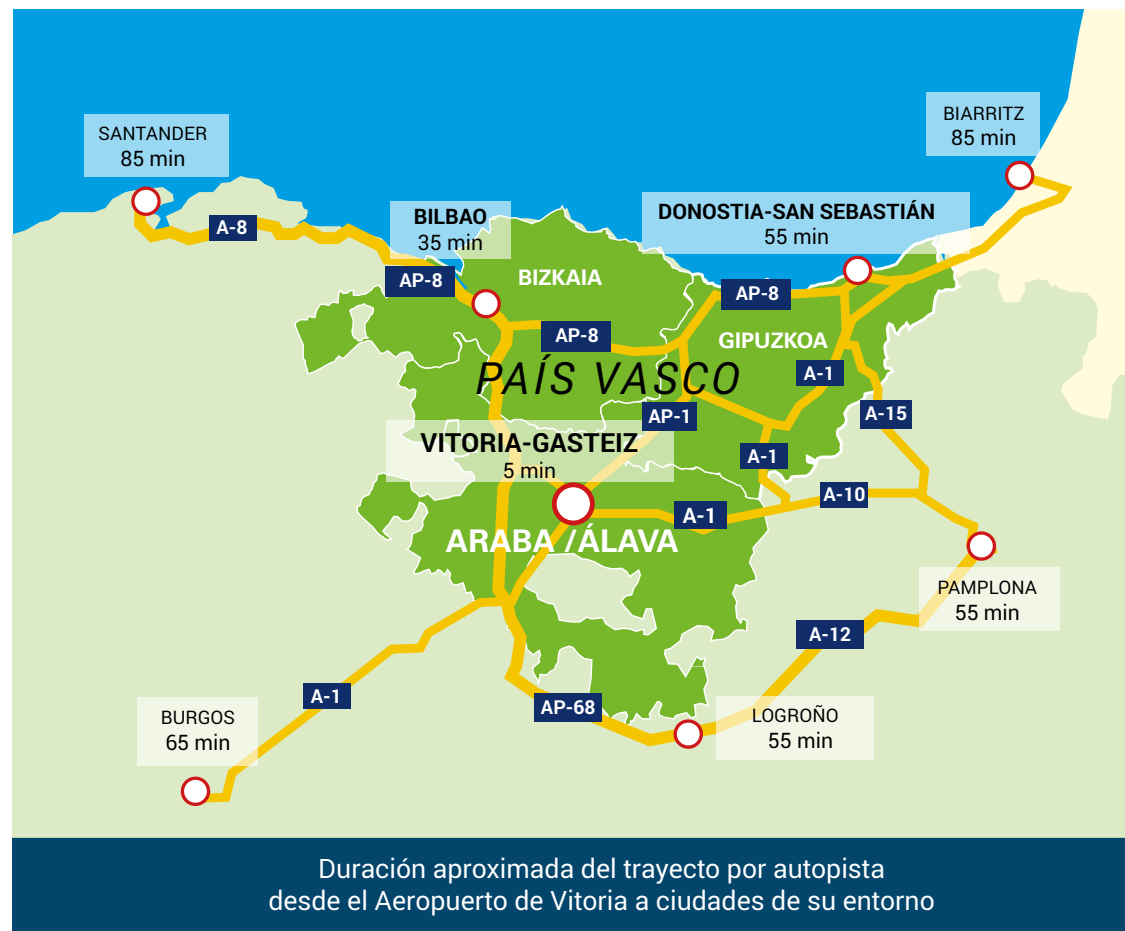 BIARRITZ
85 min
SANTANDER
85 min
BILBAO
35 min
DONOSTIA-SAN SEBASTIÁN
55 min
A-8
AP-8
BIZKAIA
AP-8
AP-8
GIPUZKOA
PAÍS VASCO
A-1
AP-1
A-15
VITORIA-GASTEIZ
5 min
A-1
A-10
A-1
ARABA /ÁLAVA
PAMPLONA
55 min
A-12
A-1
AP-68
BURGOS
65 min
LOGROÑO
55 min
Duración aproximada del trayecto por autopista
desde el Aeropuerto de Vitoria a ciudades de su entorno